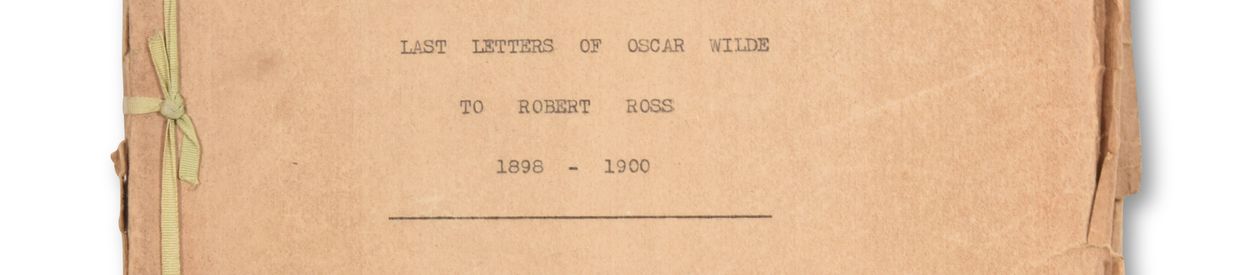 LAST LETTERS OF OSCAR WILDE
TO ROBERT ROSS
1898 - 1900